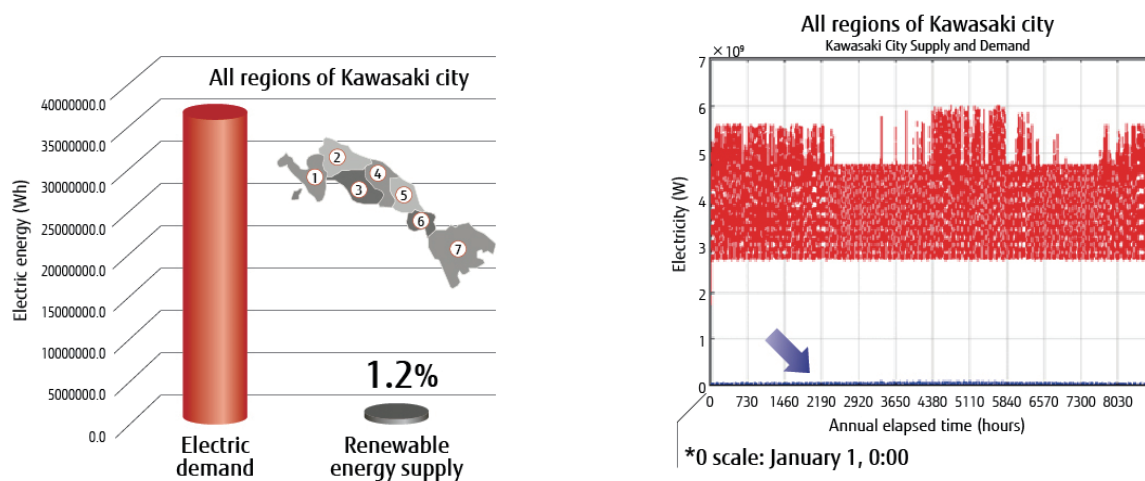 All regions of Kawasaki city
Electric energy (Wh)
40000000.0
35000000.0
30000000.0
25000000.0
20000000.0
15000000.0
10000000.0
5000000.0
0.0
1
2
3
4
5
6
7
1.2%
Electric
demand
Renewable
energy supply
All regions of Kawasaki city
Kawasaki City Supply and Demand
× 10⁹
Electricity (W)
7
6
5
4
3
2
1
0
0 730 1460 2190 2920 3650 4380 5110 5840 6570 7300 8030
Annual elapsed time (hours)
*0 scale: January 1, 0:00